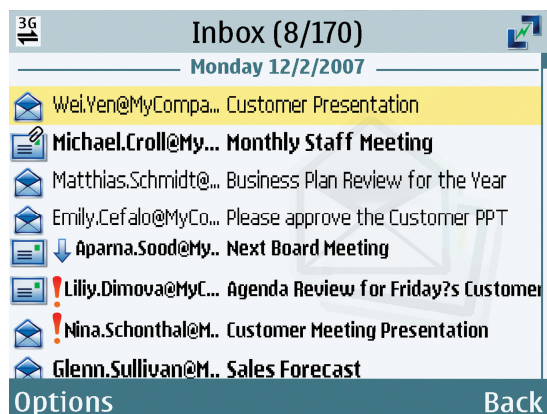 3G
Inbox (8/170)
Monday 12/2/2007
Wei.Yen@MyCompa... Customer Presentation
Michael.Croll@My... Monthly Staff Meeting
Matthias.Schmidt@... Business Plan Review for the Year
Emily.Cefalo@MyCo... Please approve the Customer PPT
Aparna.Sood@My.. Next Board Meeting
Liliy.Dimova@MyC... Agenda Review for Friday?s Customer
Nina.Schonthal@M.. Customer Meeting Presentation
Glenn.Sullivan@M.. Sales Forecast
Options Back